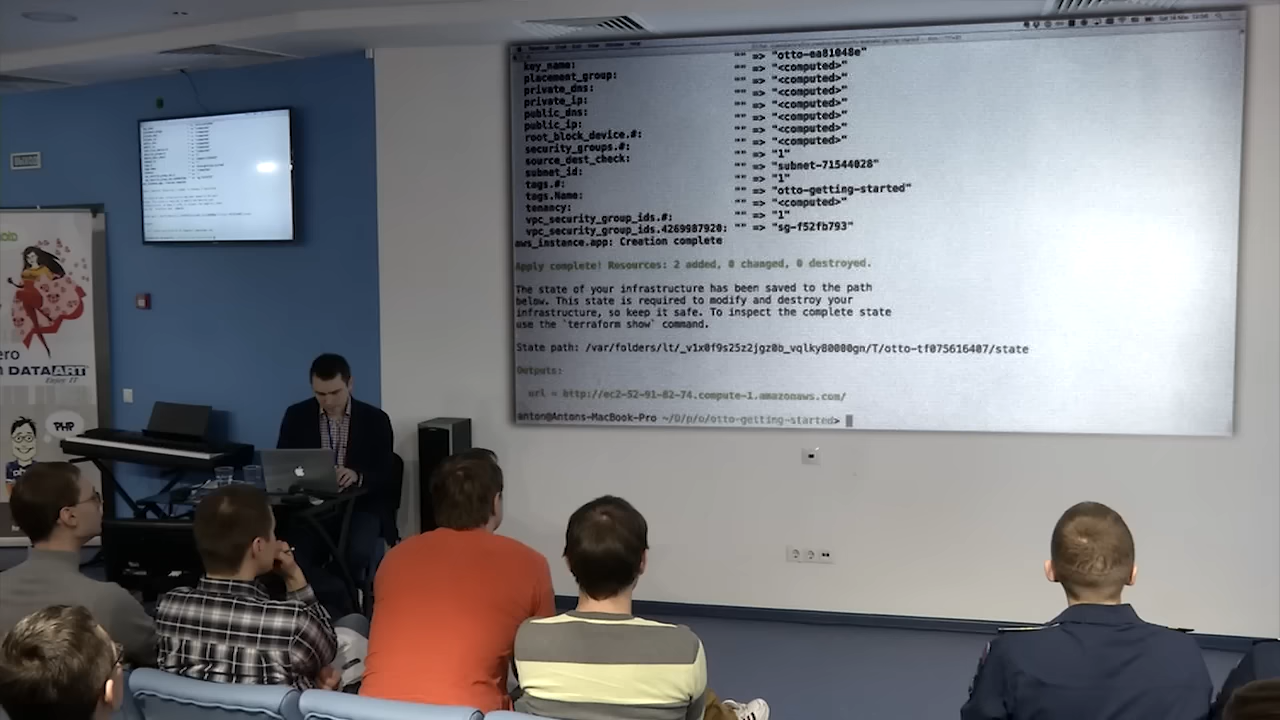 key_name: "" => "otto-ea81048e"
placement_group: "" => "<computed>"
private_dns: "" => "<computed>"
private_ip: "" => "<computed>"
public_dns: "" => "<computed>"
public_ip: "" => "<computed>"
root_block_device.#: "" => "<computed>"
security_groups.#: "" => "<computed>"
source_dest_check: "" => "1"
subnet_id: "" => "subnet-71544028"
tags.#: "" => "1"
tags.Name: "" => "otto-getting-started"
tenancy: "" => "<computed>"
vpc_security_group_ids.#: "" => "1"
vpc_security_group_ids.4269987920: "" => "sg-f52fb793"
aws_instance.app: Creation complete
Apply complete! Resources: 2 added, 0 changed, 0 destroyed.
The state of your infrastructure has been saved to the path
below. This state is required to modify and destroy your
infrastructure, so keep it safe. To inspect the complete state
use the `terraform show` command.
State path: /var/folders/lt/_v1x0f9s25z2jgz0b_vqlky80000gn/T/otto-tf075616407/state
Outputs:
url = http://ec2-52-91-82-74.compute-1.amazonaws.com/
anton@Antons-MacBook-Pro ~/D/p/o/otto-getting-started>
DATAART
Enjoy IT
PHP